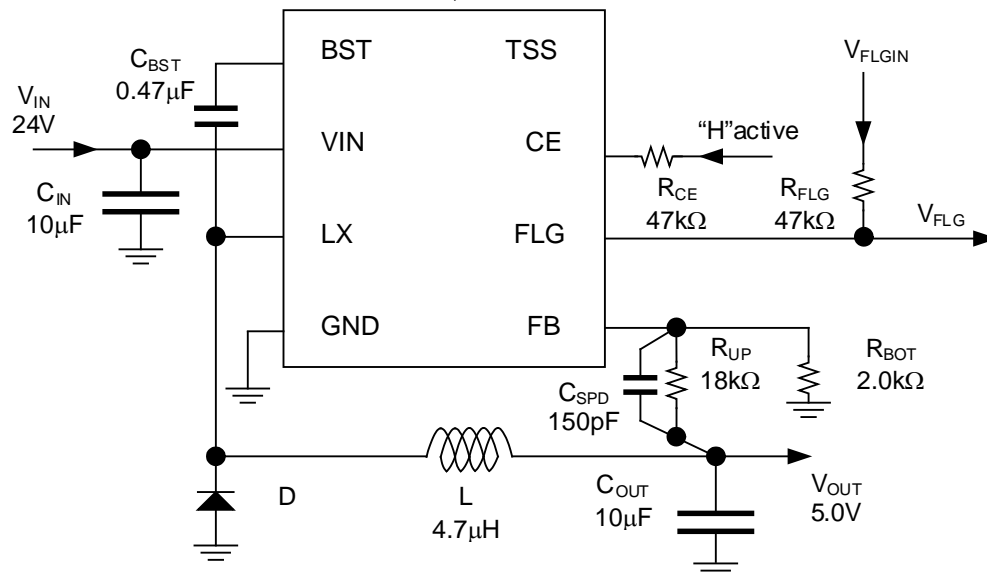 BST
TSS
C_BST
0.47μF
V_FLGIN
V_IN
24V
VIN
CE
“H”active
C_IN
10μF
R_CE
47kΩ
R_FLG
47kΩ
LX
FLG
V_FLG
GND
FB
R_UP
18kΩ
R_BOT
2.0kΩ
C_SPD
150pF
D
L
4.7μH
C_OUT
10μF
V_OUT
5.0V